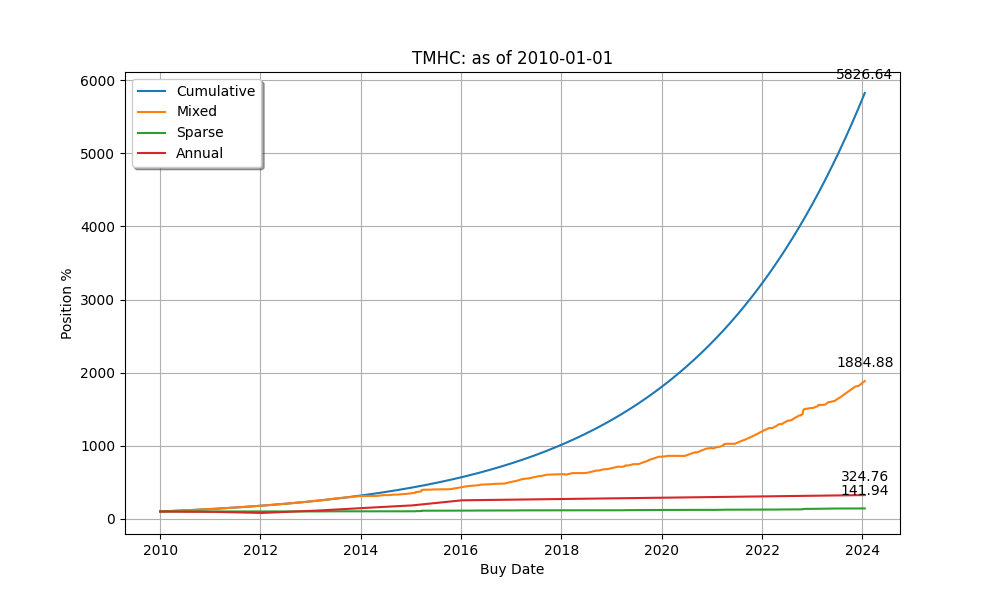 TMHC: as of 2010-01-01
Cumulative
Mixed
Sparse
Annual
5826.64
1884.88
324.76
141.94
6000
5000
4000
3000
2000
1000
0
Position %
2010 2012 2014 2016 2018 2020 2022 2024
Buy Date